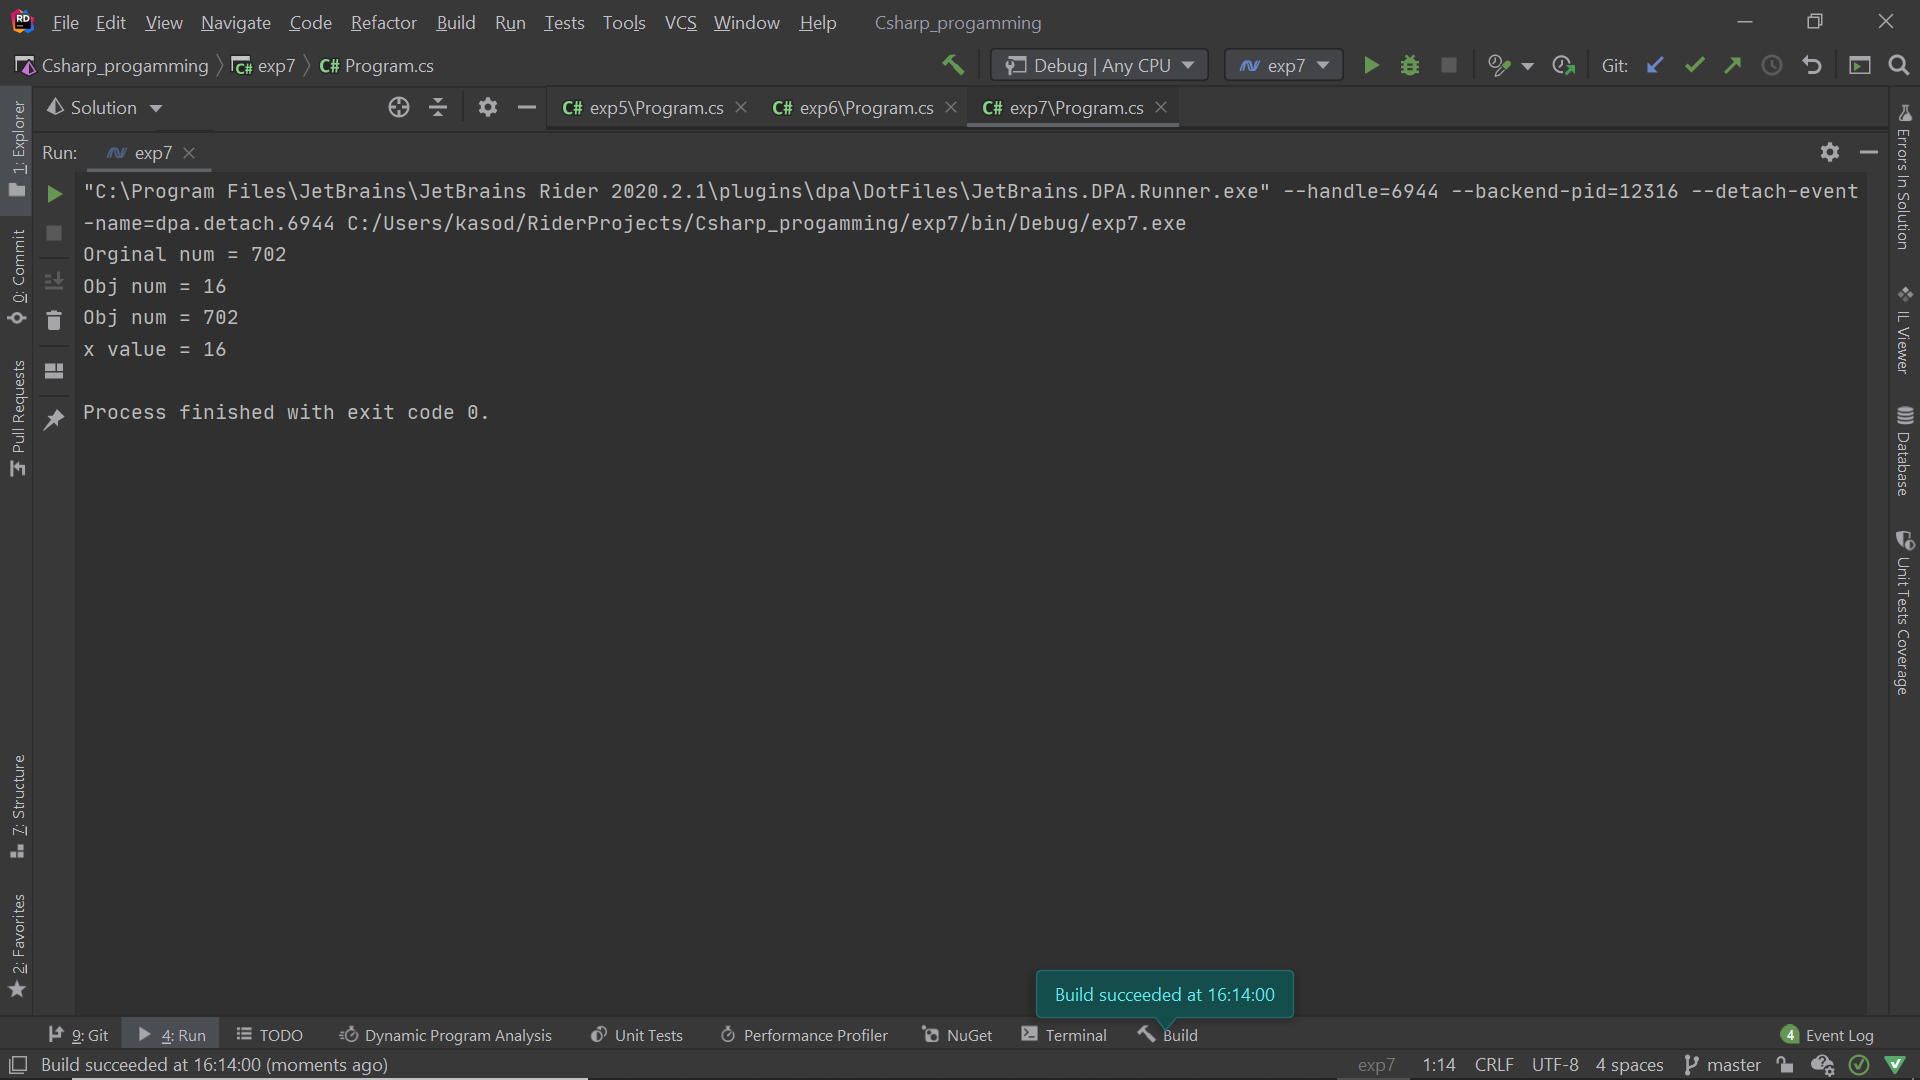 File Edit View Navigate Code Refactor Build Run Tests Tools VCS Window Help Csharp_progamming
Csharp_progamming exp7 C# Program.cs Debug | Any CPU exp7 Git:
Solution C# exp5\Program.cs C# exp6\Program.cs C# exp7\Program.cs
Run: exp7
"C:\Program Files\JetBrains\JetBrains Rider 2020.2.1\plugins\dpa\DotFiles\JetBrains.DPA.Runner.exe" --handle=6944 --backend-pid=12316 --detach-event
-name=dpa.detach.6944 C:/Users/kasod/RiderProjects/Csharp_progamming/exp7/bin/Debug/exp7.exe
Orginal num = 702
Obj num = 16
Obj num = 702
x value = 16
Process finished with exit code 0.
1: Explorer
0: Commit
Pull Requests
7: Structure
2: Favorites
Errors In Solution
IL Viewer
Database
Unit Tests Coverage
Build succeeded at 16:14:00
9: Git 4: Run TODO Dynamic Program Analysis Unit Tests Performance Profiler NuGet Terminal Build 4 Event Log
Build succeeded at 16:14:00 (moments ago) exp7 1:14 CRLF UTF-8 4 spaces master